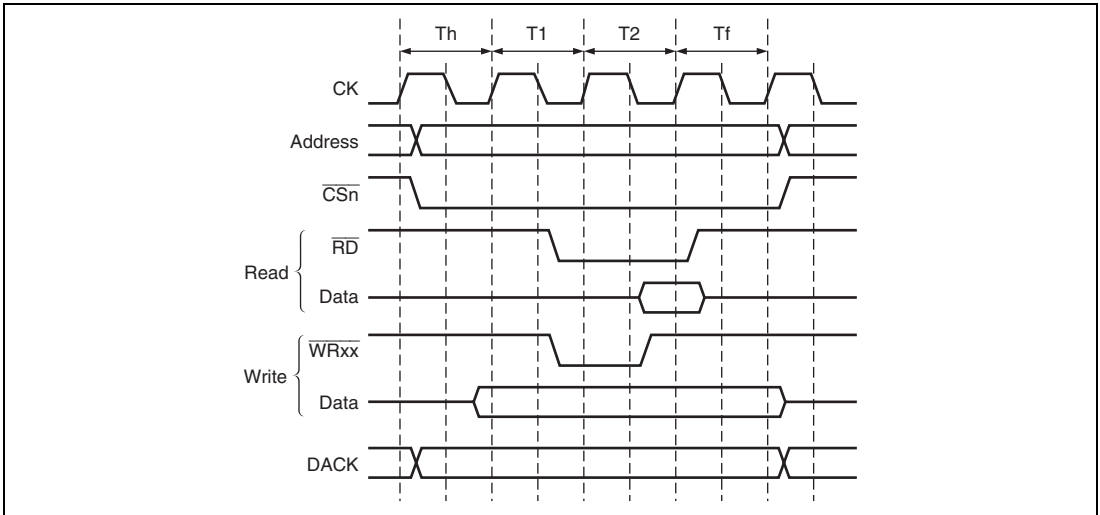 Th T1 T2 Tf
CK
Address
CSn
RD
Read
Data
WRxx
Write
Data
DACK